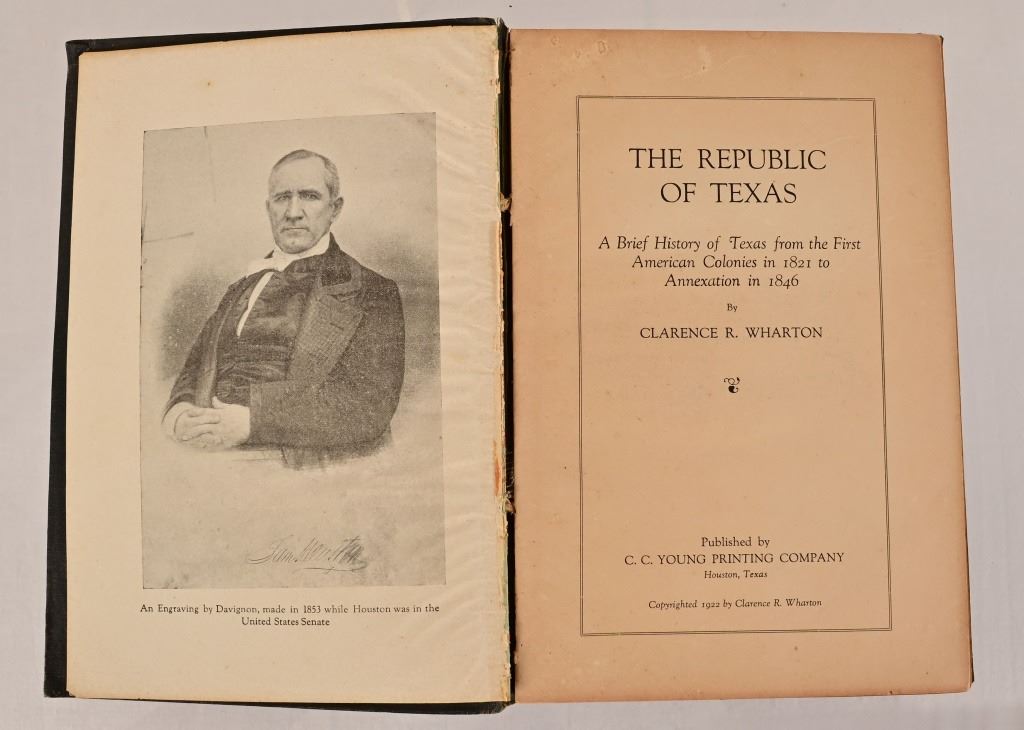 Sam Houston
An Engraving by Davignon, made in 1853 while Houston was in the
United States Senate
THE REPUBLIC
OF TEXAS
A Brief History of Texas from the First
American Colonies in 1821 to
Annexation in 1846
By
CLARENCE R. WHARTON
Published by
C. C. YOUNG PRINTING COMPANY
Houston, Texas
Copyrighted 1922 by Clarence R. Wharton